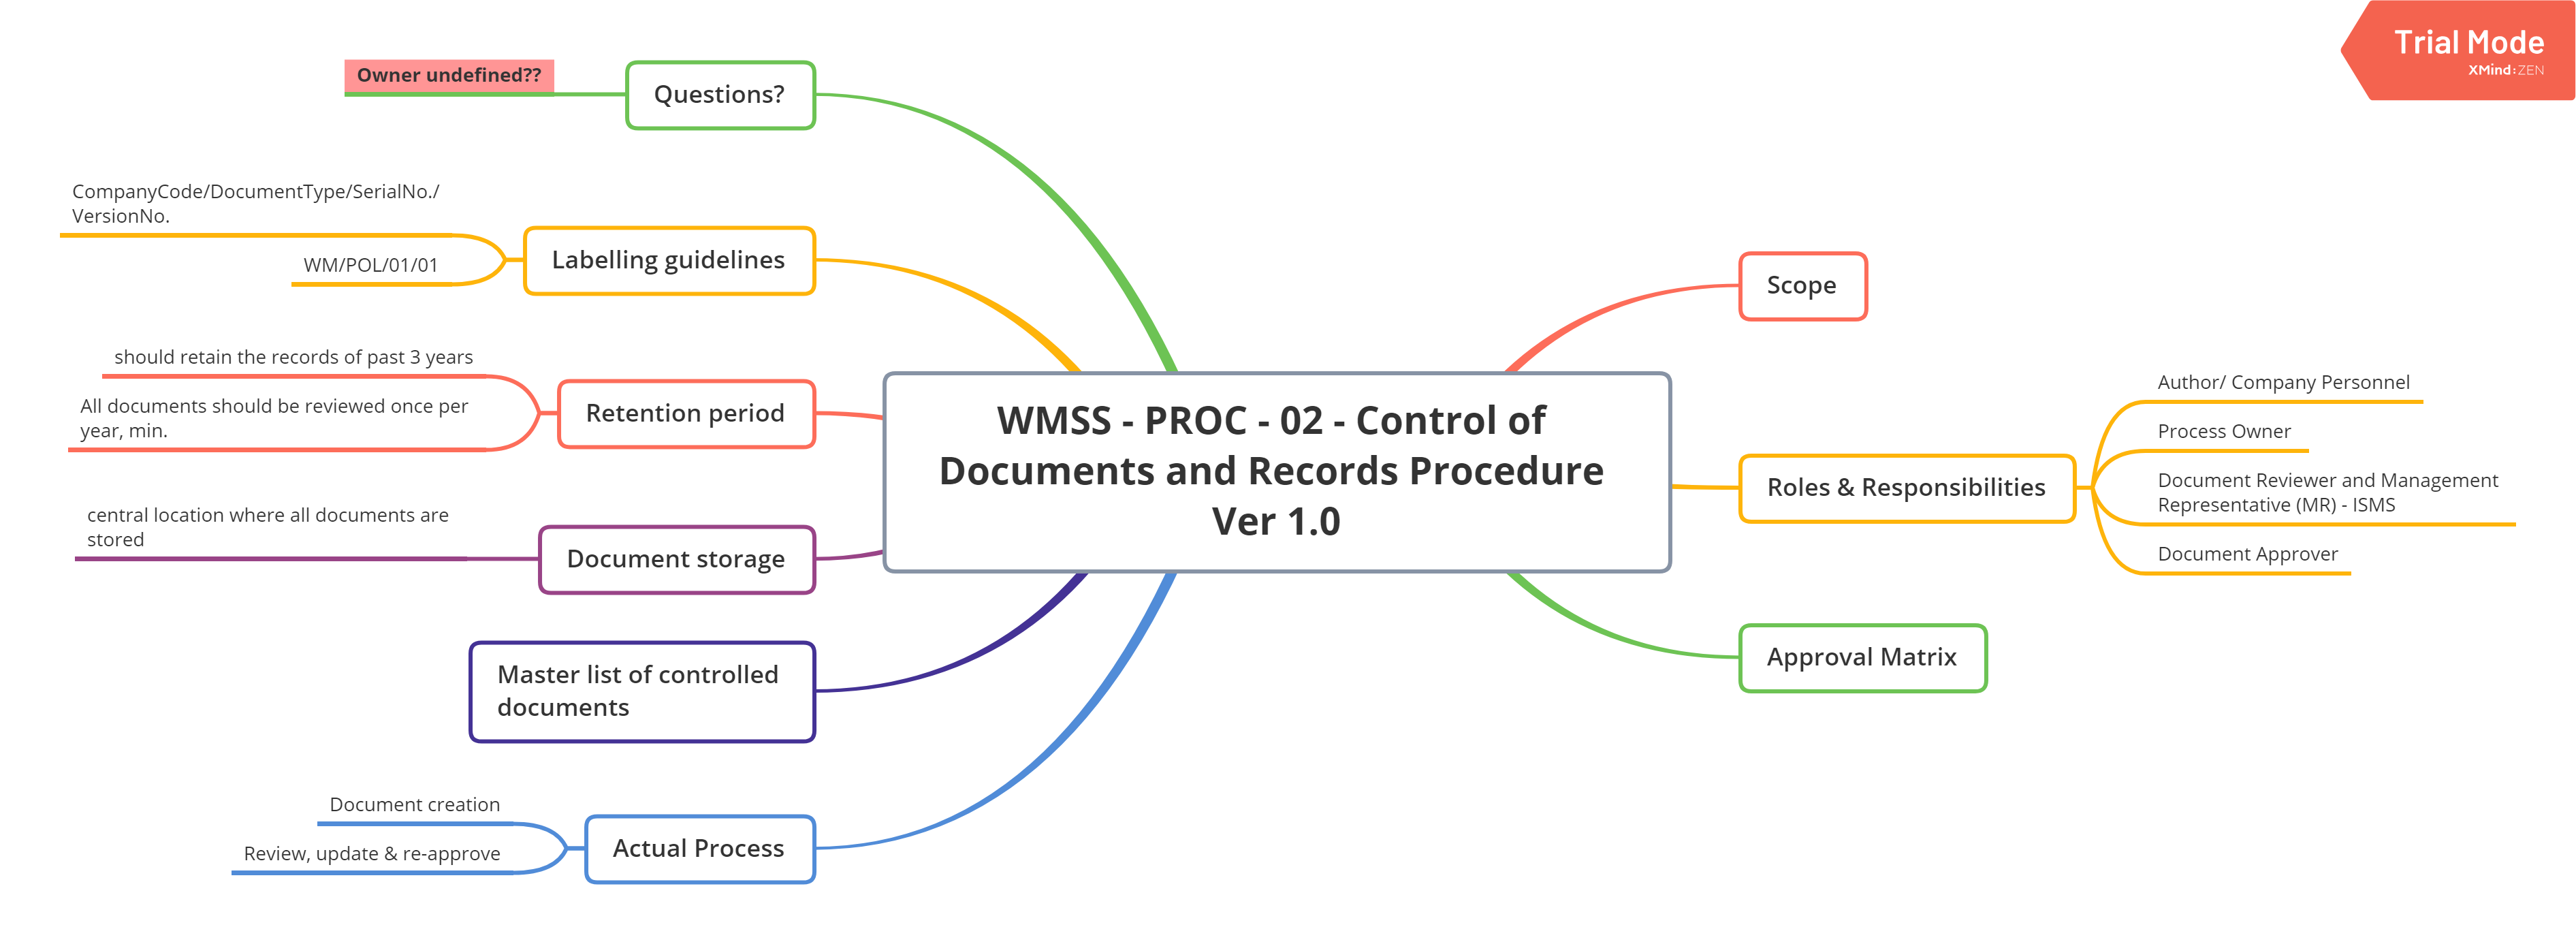 Trial Mode
XMind:ZEN
WMSS - PROC - 02 - Control of
Documents and Records Procedure
Ver 1.0
Scope
Roles & Responsibilities
Author/ Company Personnel
Process Owner
Document Reviewer and Management
Representative (MR) - ISMS
Document Approver
Approval Matrix
Questions?
Owner undefined??
Labelling guidelines
CompanyCode/DocumentType/SerialNo./
VersionNo.
WM/POL/01/01
Retention period
should retain the records of past 3 years
All documents should be reviewed once per
year, min.
Document storage
central location where all documents are
stored
Master list of controlled
documents
Actual Process
Document creation
Review, update & re-approve